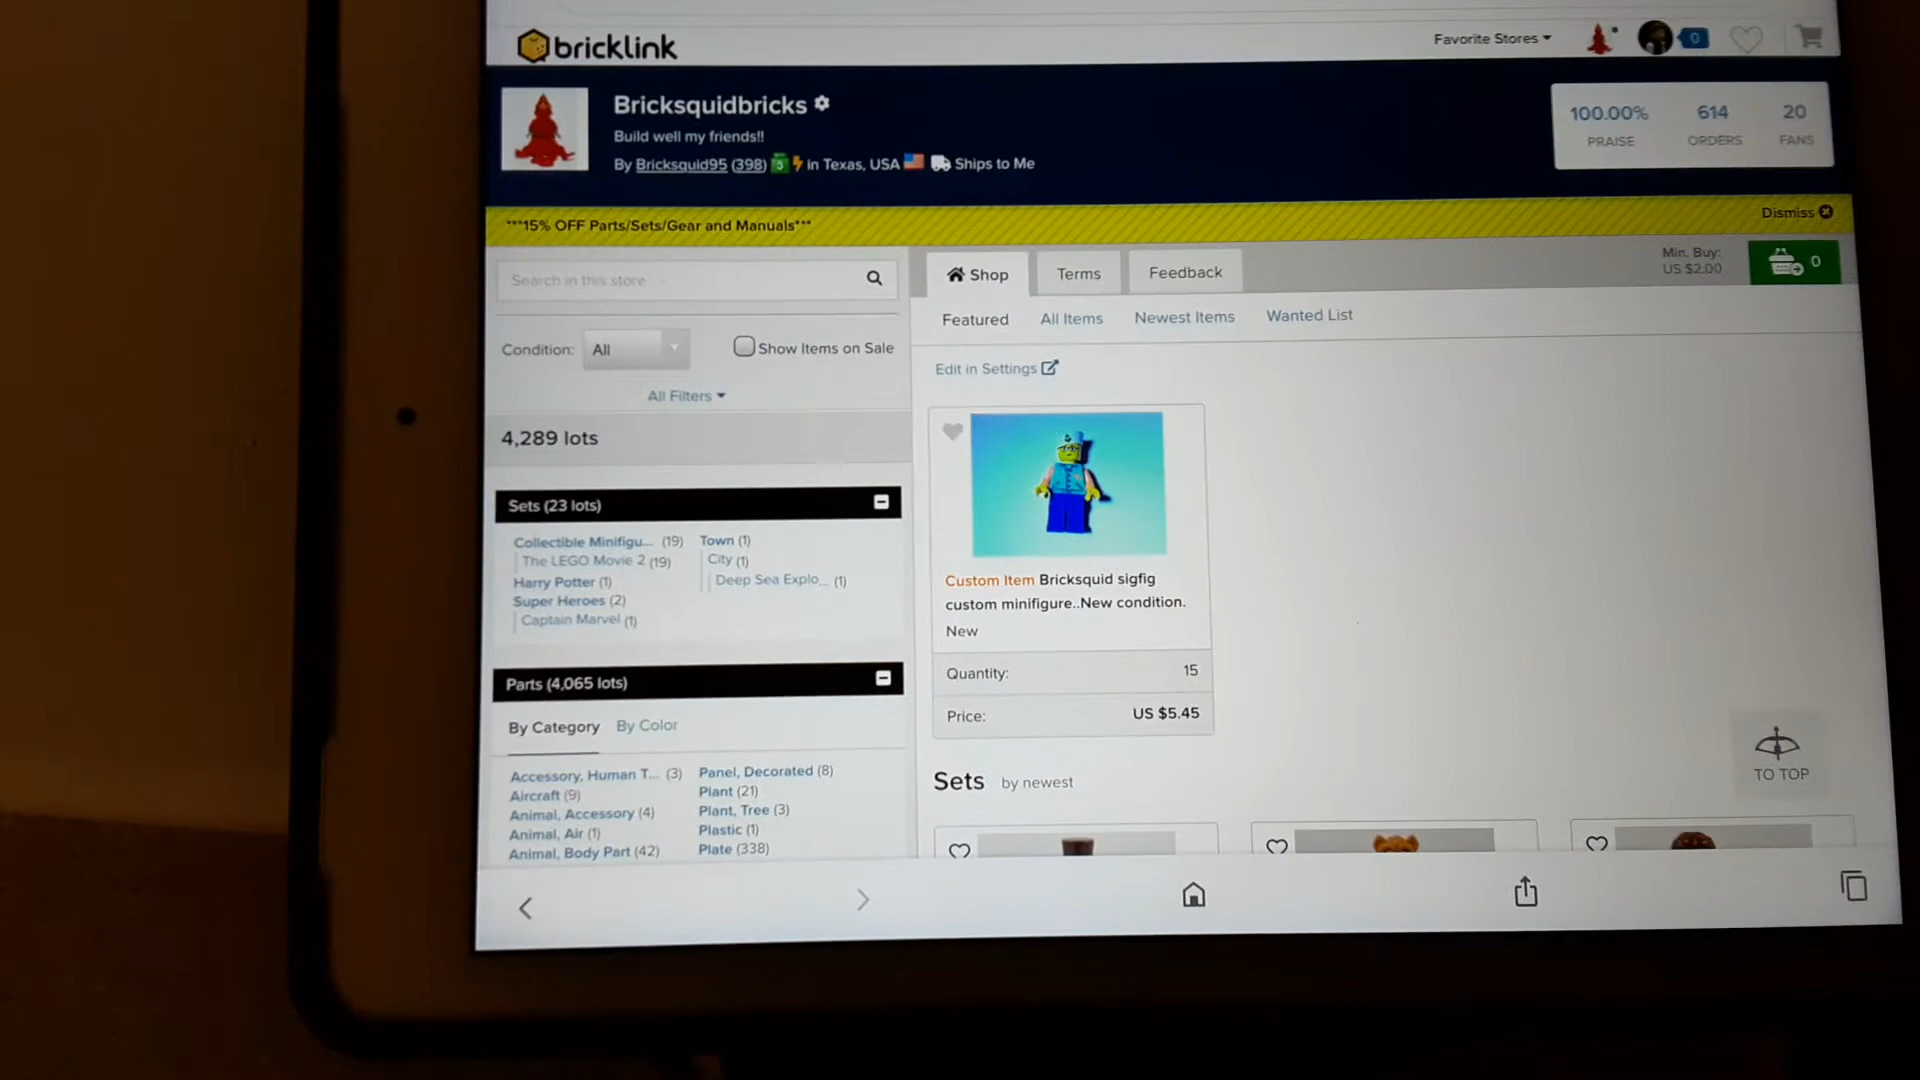 bricklink
Favorite Stores
0
Bricksquidbricks
Build well my friends!!
By Bricksquid95 (398) in Texas, USA Ships to Me
100.00% 614 20
PRAISE ORDERS FANS
***15% OFF Parts/Sets/Gear and Manuals***
Dismiss
Search in this store
Shop Terms Feedback
Min. Buy:
US $2.00
0
Featured All Items Newest Items Wanted List
Condition: All Show Items on Sale
All Filters
Edit in Settings
4,289 lots
Sets (23 lots)
Collectible Minifigu... (19)
The LEGO Movie 2 (19)
Harry Potter (1)
Super Heroes (2)
Captain Marvel (1)
Town (1)
City (1)
Deep Sea Explo... (1)
Parts (4,065 lots)
By Category By Color
Accessory, Human T... (3)
Aircraft (9)
Animal, Accessory (4)
Animal, Air (1)
Animal, Body Part (42)
Panel, Decorated (8)
Plant (21)
Plant, Tree (3)
Plastic (1)
Plate (338)
Custom Item Bricksquid sigfig
custom minifigure..New condition.
New
Quantity: 15
Price: US $5.45
Sets by newest
TO TOP